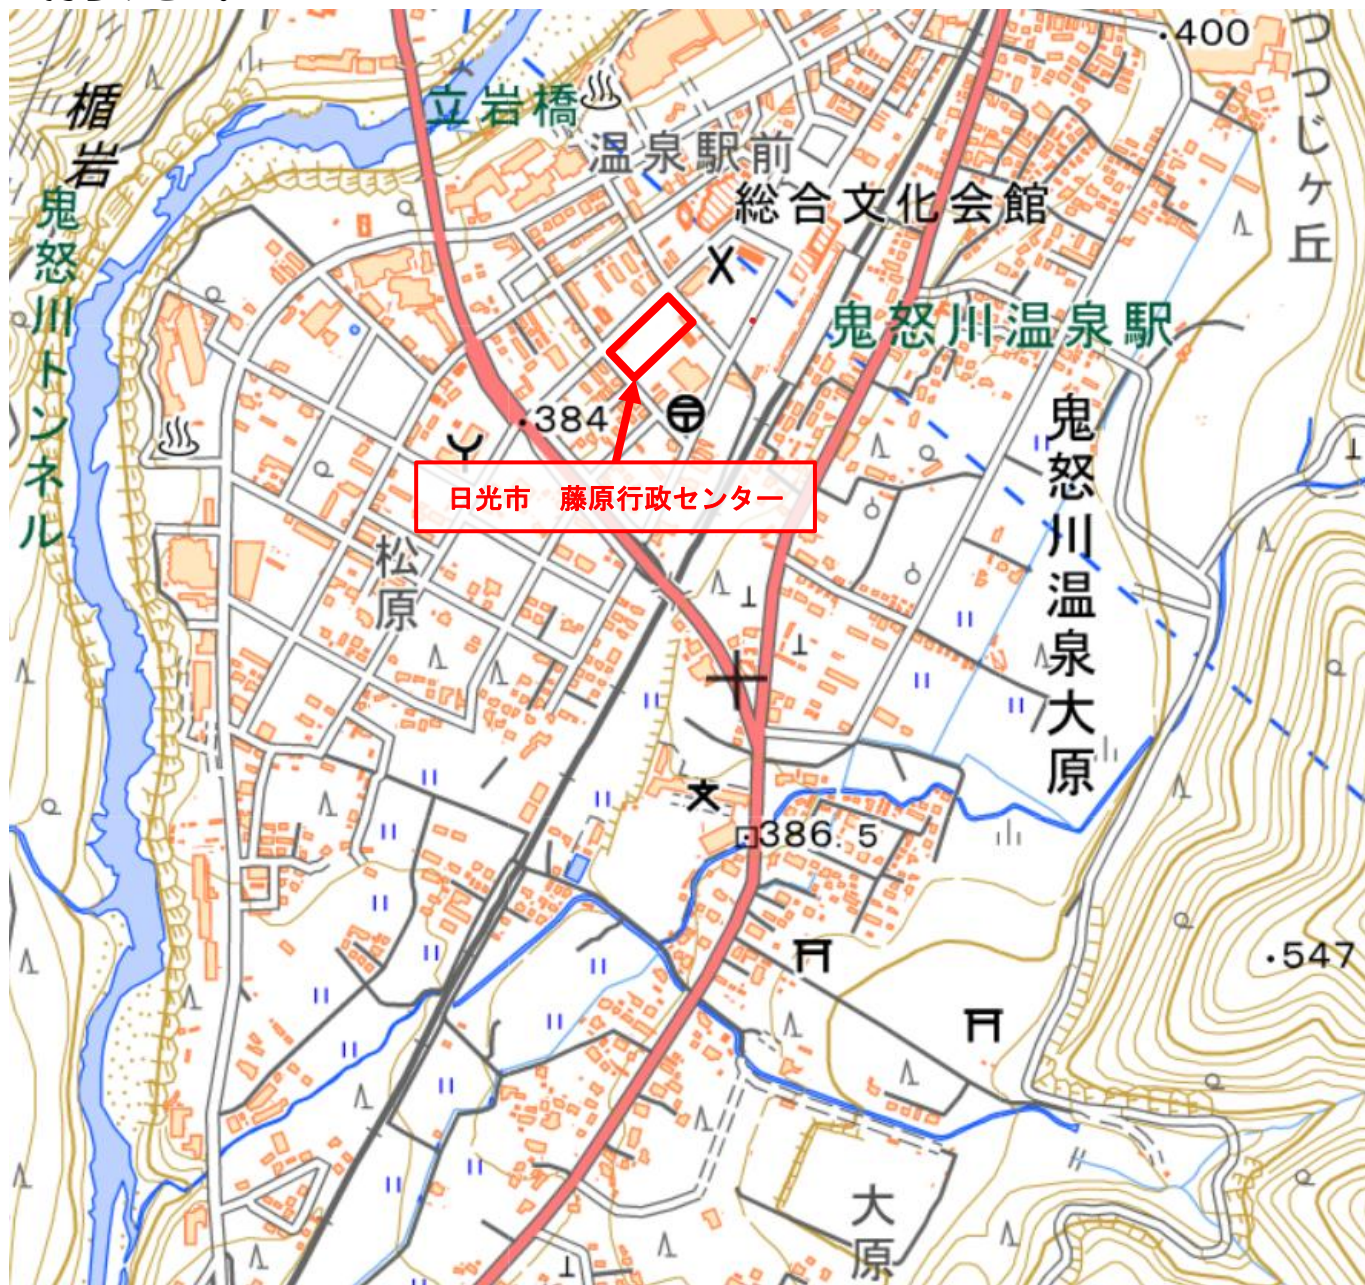 400
つつじヶ丘
楯岩
立岩橋
温泉駅前
総合文化会館
鬼怒川トンネル
鬼怒川温泉駅
384
鬼怒川温泉大原
日光市 藤原行政センター
松原
386.5
547
大原